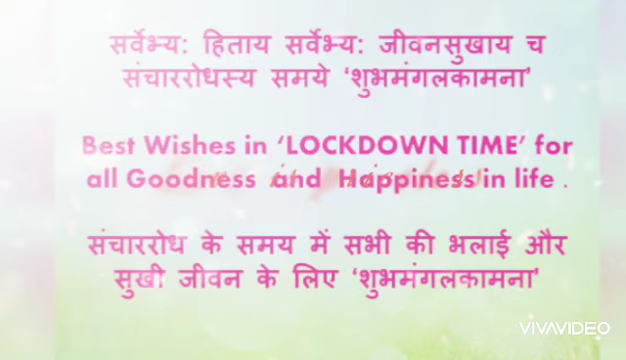 सर्वेभ्य: हिताय सर्वेभ्य: जीवनसुखाय च
संचाररोधस्य समये ‘शुभमंगलकामना’
Best Wishes in ‘LOCKDOWN TIME’ for
all Goodness and Happiness in life .
संचाररोध के समय में सभी की भलाई और
सुखी जीवन के लिए ‘शुभमंगलकामना’
VIVAVIDEO